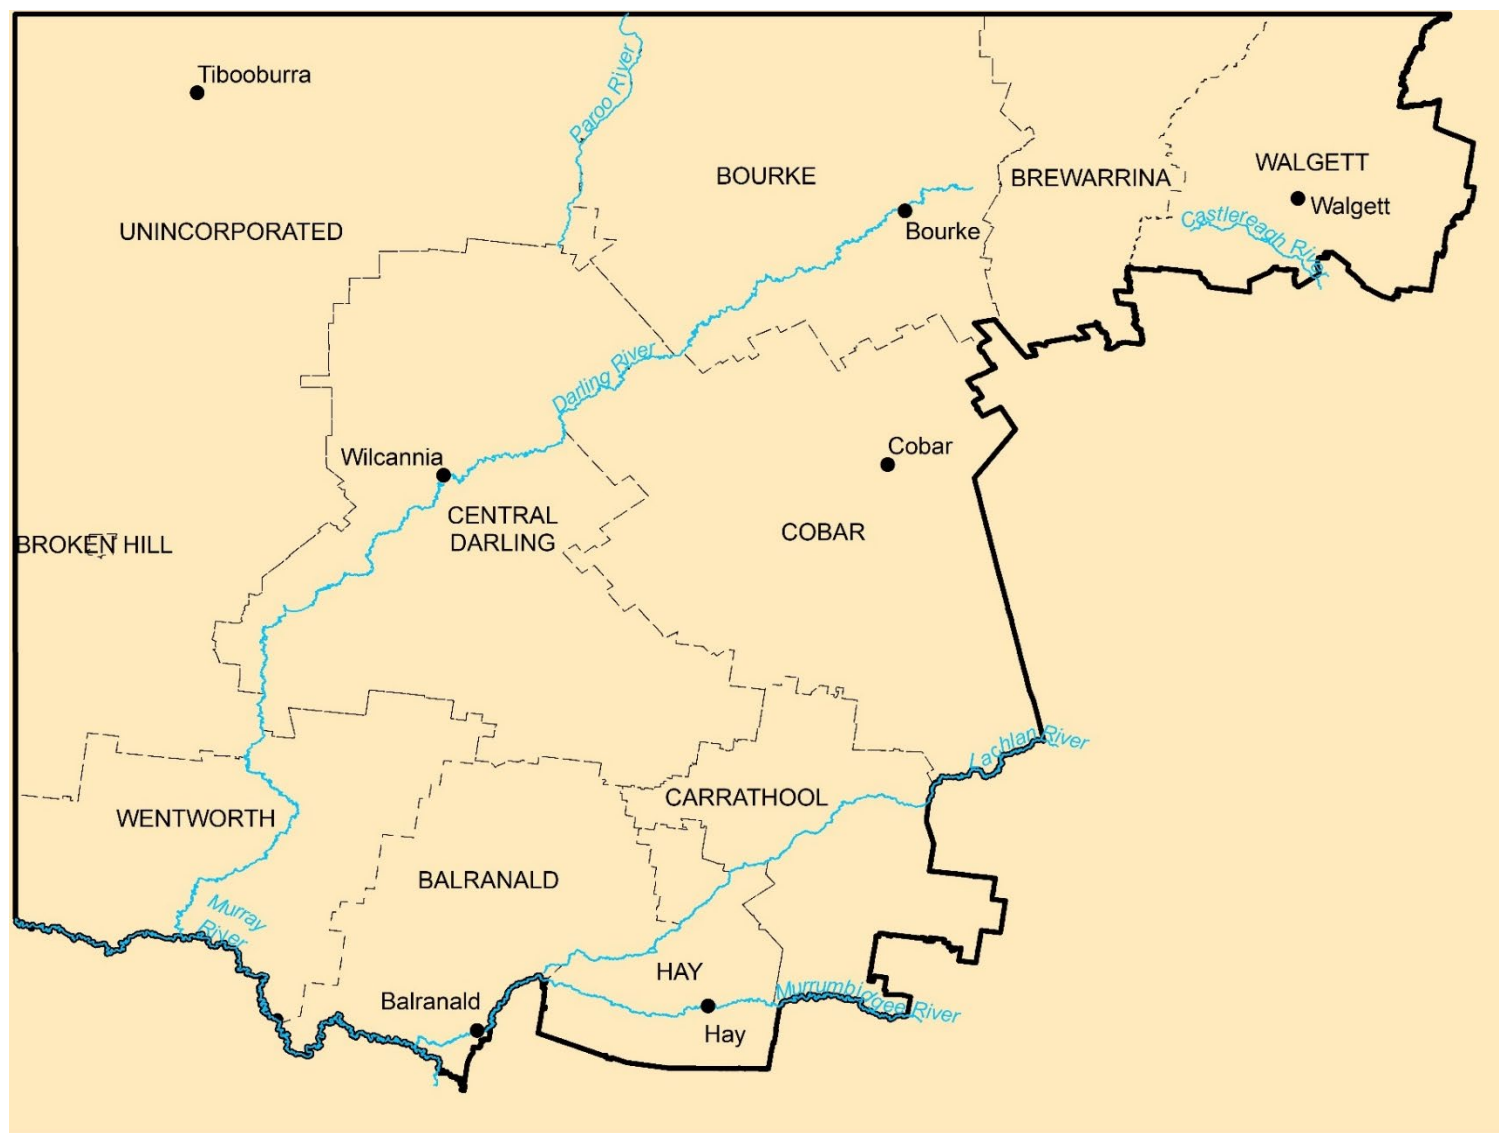 Tibooburra
Paroo River
WALGETT
BOURKE
BREWARRINA
Walgett
Castlereagh River
UNINCORPORATED
Bourke
Darling River
Cobar
Wilcannia
CENTRAL
DARLING
COBAR
BROKEN HILL
Lachlan River
CARRATHOOL
WENTWORTH
BALRANALD
Murray
River
HAY
Murrumbidgee River
Balranald
Hay